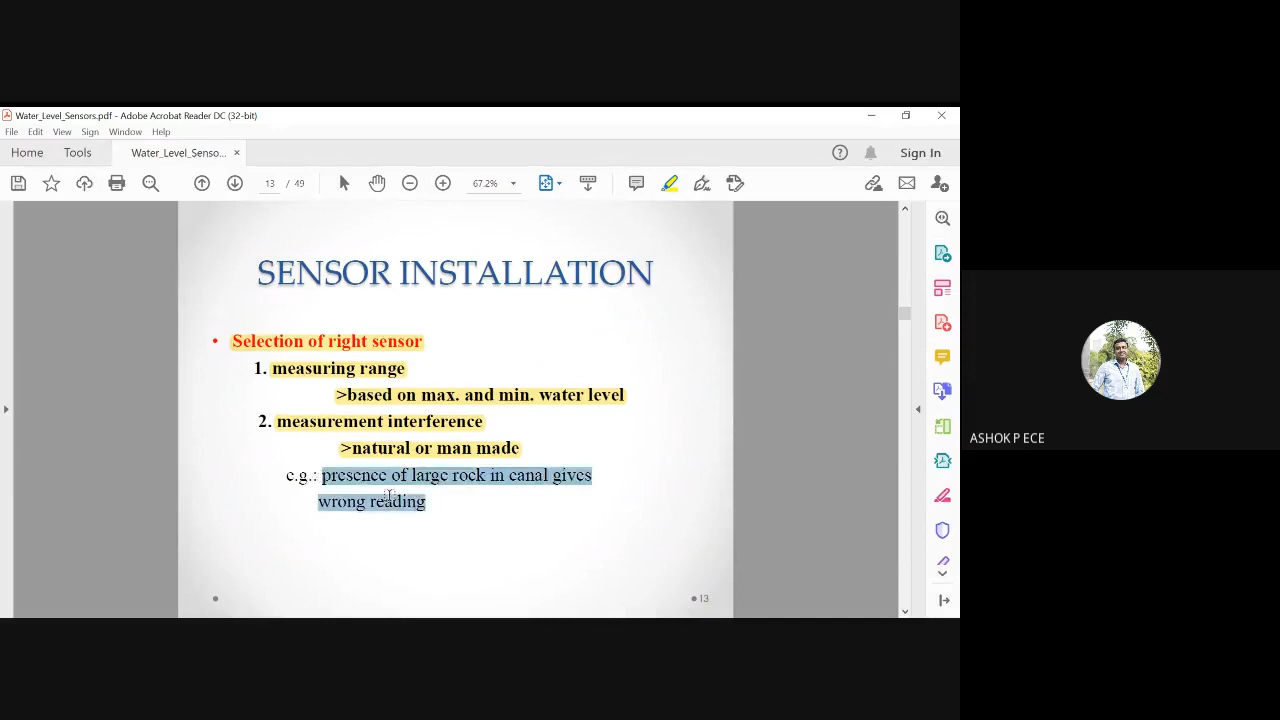 Water_Level_Sensors.pdf - Adobe Acrobat Reader DC (32-bit)
File Edit View Sign Window Help
Home Tools Water_Level_Senso... × Sign In
13 / 49 67.2%
SENSOR INSTALLATION
• Selection of right sensor
1. measuring range
>based on max. and min. water level
2. measurement interference
>natural or man made
e.g.: presence of large rock in canal gives
wrong reading
13
ASHOK P ECE